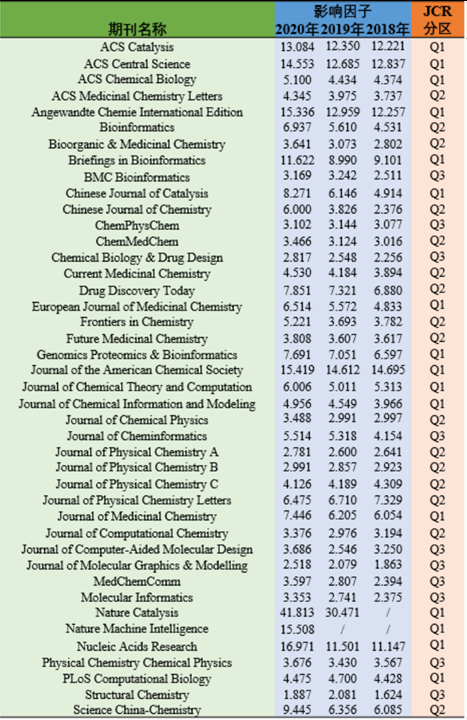 期刊名称 影响因子 JCR
2020年 2019年 2018年 分区
ACS Catalysis 13.084 12.350 12.221 Q1
ACS Central Science 14.553 12.685 12.837 Q1
ACS Chemical Biology 5.100 4.434 4.374 Q1
ACS Medicinal Chemistry Letters 4.345 3.975 3.737 Q2
Angewandte Chemie International Edition 15.336 12.959 12.257 Q1
Bioinformatics 6.937 5.610 4.531 Q2
Bioorganic & Medicinal Chemistry 3.641 3.073 2.802 Q2
Briefings in Bioinformatics 11.622 8.990 9.101 Q1
BMC Bioinformatics 3.169 3.242 2.511 Q3
Chinese Journal of Catalysis 8.271 6.146 4.914 Q1
Chinese Journal of Chemistry 6.000 3.826 2.376 Q2
ChemPhysChem 3.102 3.144 3.077 Q3
ChemMedChem 3.466 3.124 3.016 Q2
Chemical Biology & Drug Design 2.817 2.548 2.256 Q3
Current Medicinal Chemistry 4.530 4.184 3.894 Q2
Drug Discovery Today 7.851 7.321 6.880 Q2
European Journal of Medicinal Chemistry 6.514 5.572 4.833 Q1
Frontiers in Chemistry 5.221 3.693 3.782 Q2
Future Medicinal Chemistry 3.808 3.607 3.617 Q2
Genomics Proteomics & Bioinformatics 7.691 7.051 6.597 Q1
Journal of the American Chemical Society 15.419 14.612 14.695 Q1
Journal of Chemical Theory and Computation 6.006 5.011 5.313 Q1
Journal of Chemical Information and Modeling 4.956 4.549 3.966 Q1
Journal of Chemical Physics 3.488 2.991 2.997 Q2
Journal of Cheminformatics 5.514 5.318 4.154 Q3
Journal of Physical Chemistry A 2.781 2.600 2.641 Q2
Journal of Physical Chemistry B 2.991 2.857 2.923 Q2
Journal of Physical Chemistry C 4.126 4.189 4.309 Q2
Journal of Physical Chemistry Letters 6.475 6.710 7.329 Q2
Journal of Medicinal Chemistry 7.446 6.205 6.054 Q1
Journal of Computational Chemistry 3.376 2.976 3.194 Q2
Journal of Computer-Aided Molecular Design 3.686 2.546 3.250 Q3
Journal of Molecular Graphics & Modelling 2.518 2.079 1.863 Q3
MedChemComm 3.597 2.807 2.394 Q3
Molecular Informatics 3.353 2.741 2.375 Q3
Nature Catalysis 41.813 30.471 / Q1
Nature Machine Intelligence 15.508 / / Q1
Nucleic Acids Research 16.971 11.501 11.147 Q1
Physical Chemistry Chemical Physics 3.676 3.430 3.567 Q3
PLoS Computational Biology 4.475 4.700 4.428 Q1
Structural Chemistry 1.887 2.081 1.624 Q3
Science China-Chemistry 9.445 6.356 6.085 Q2